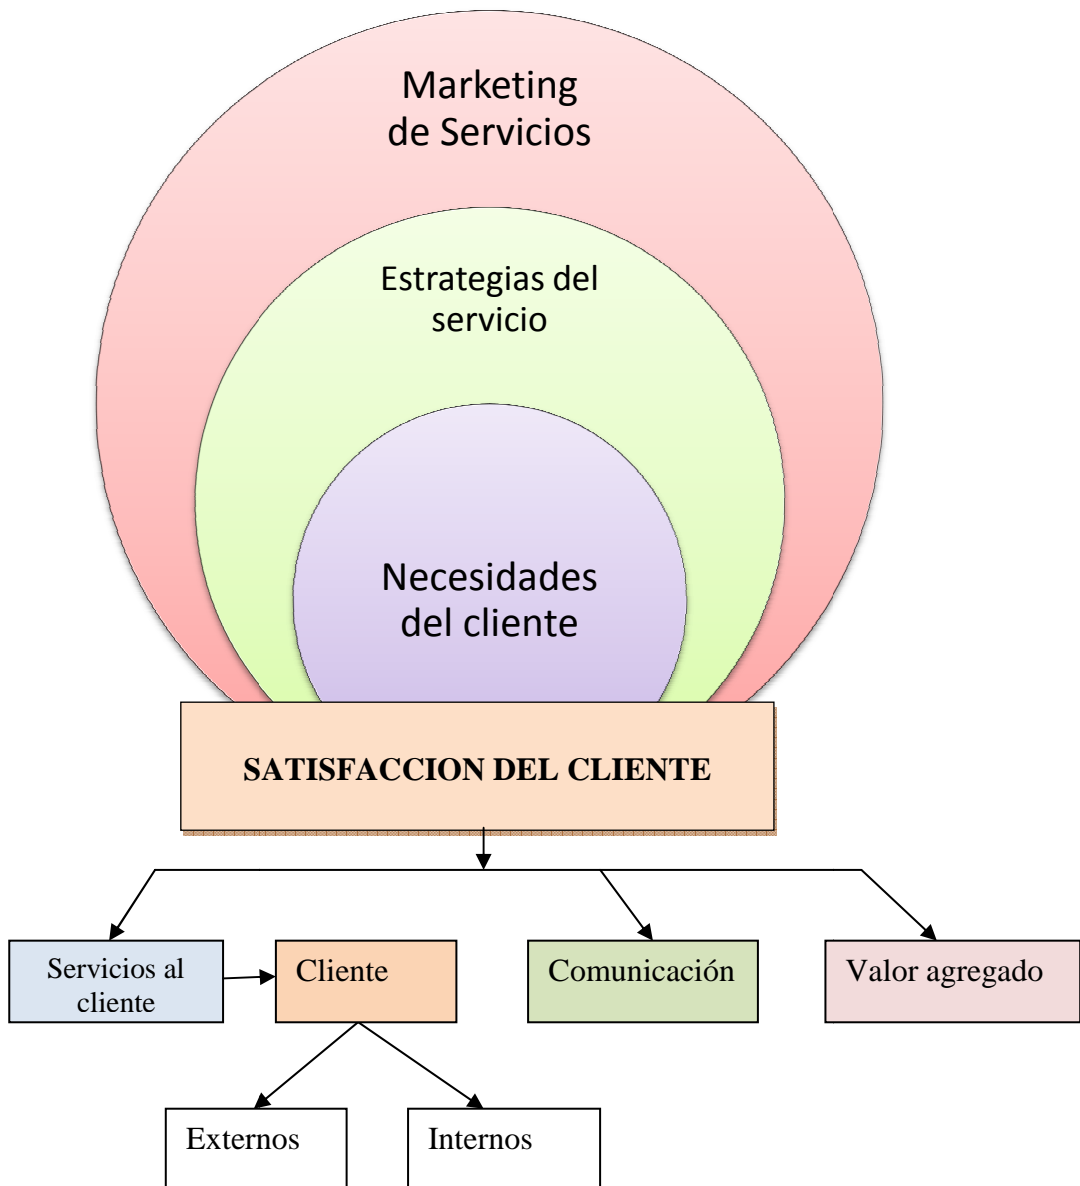 Marketing
de Servicios
Estrategias del
servicio
Necesidades
del cliente
SATISFACCION DEL CLIENTE
Servicios al
cliente
Cliente
Comunicación
Valor agregado
Externos
Internos